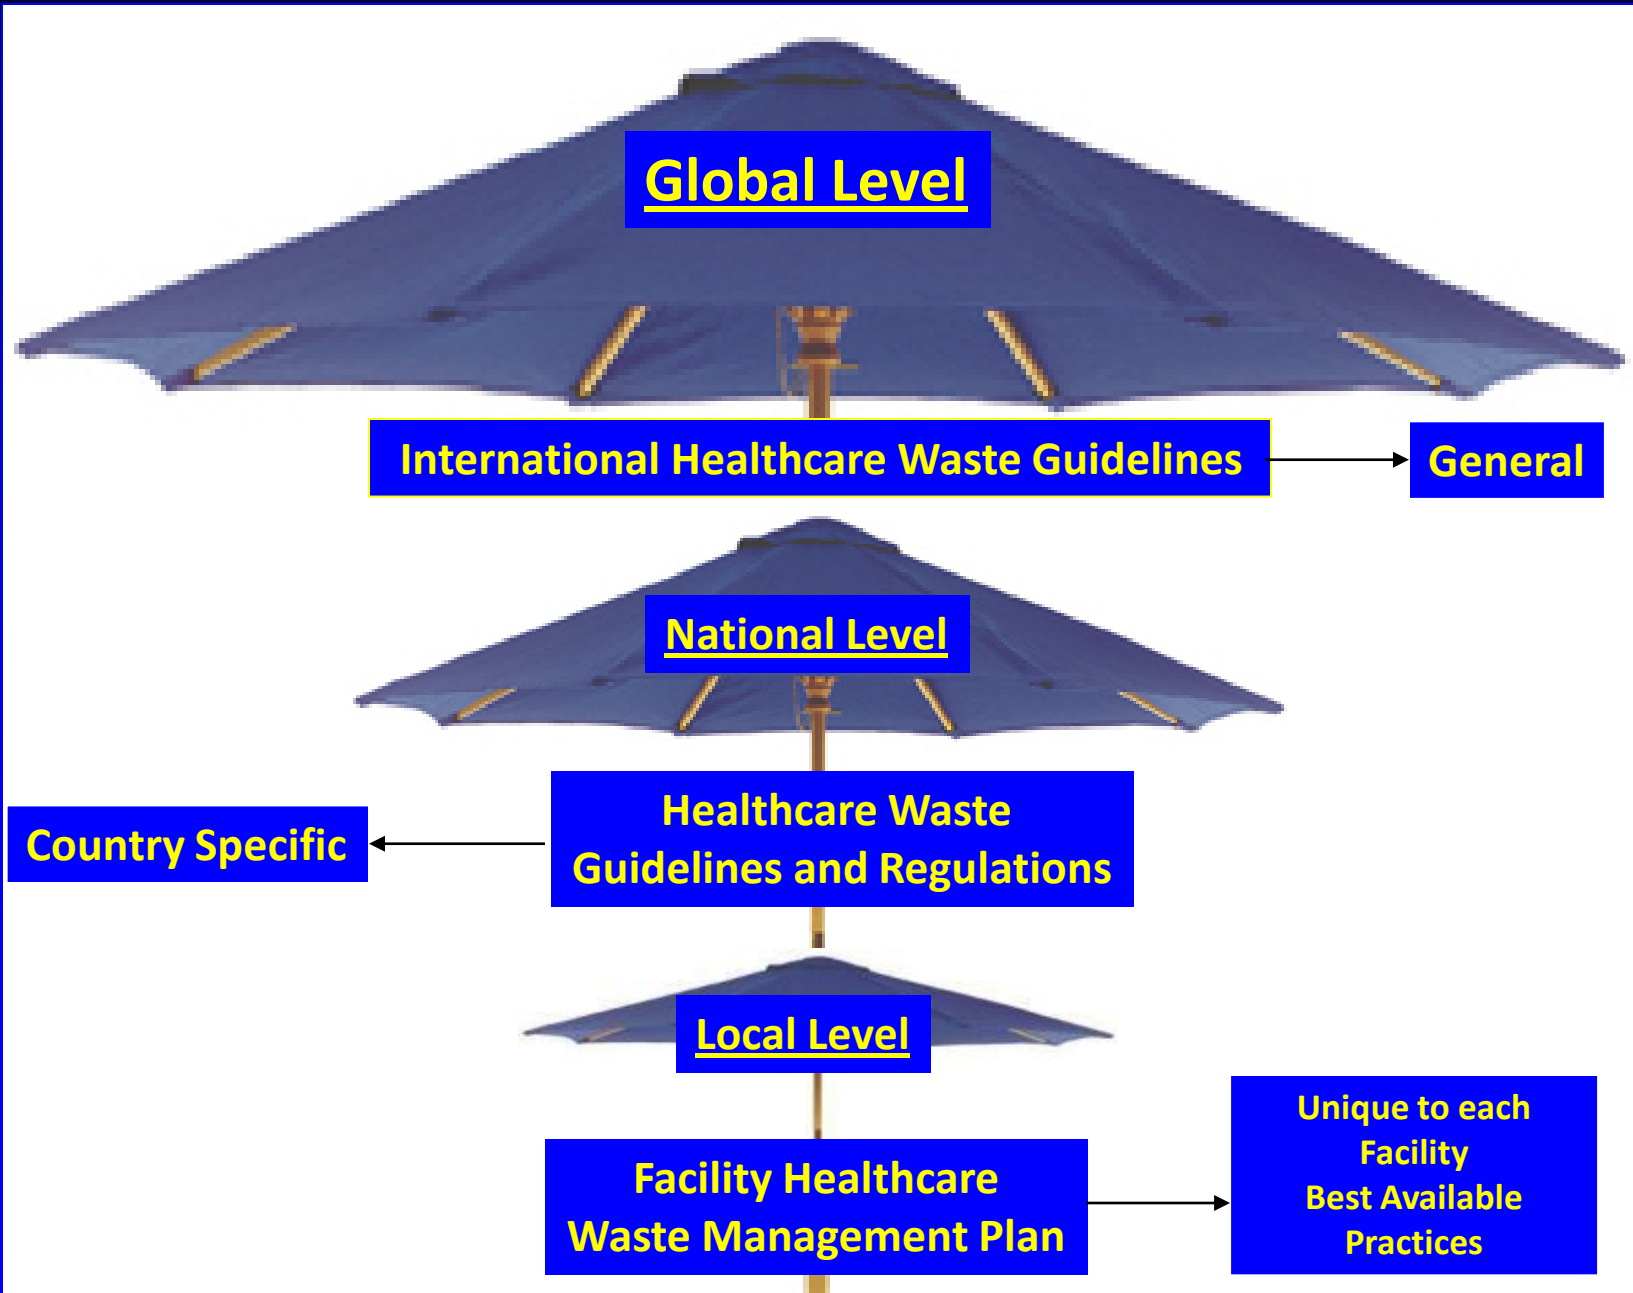 Global Level
International Healthcare Waste Guidelines
General
National Level
Healthcare Waste
Guidelines and Regulations
Country Specific
Local Level
Facility Healthcare
Waste Management Plan
Unique to each
Facility
Best Available
Practices